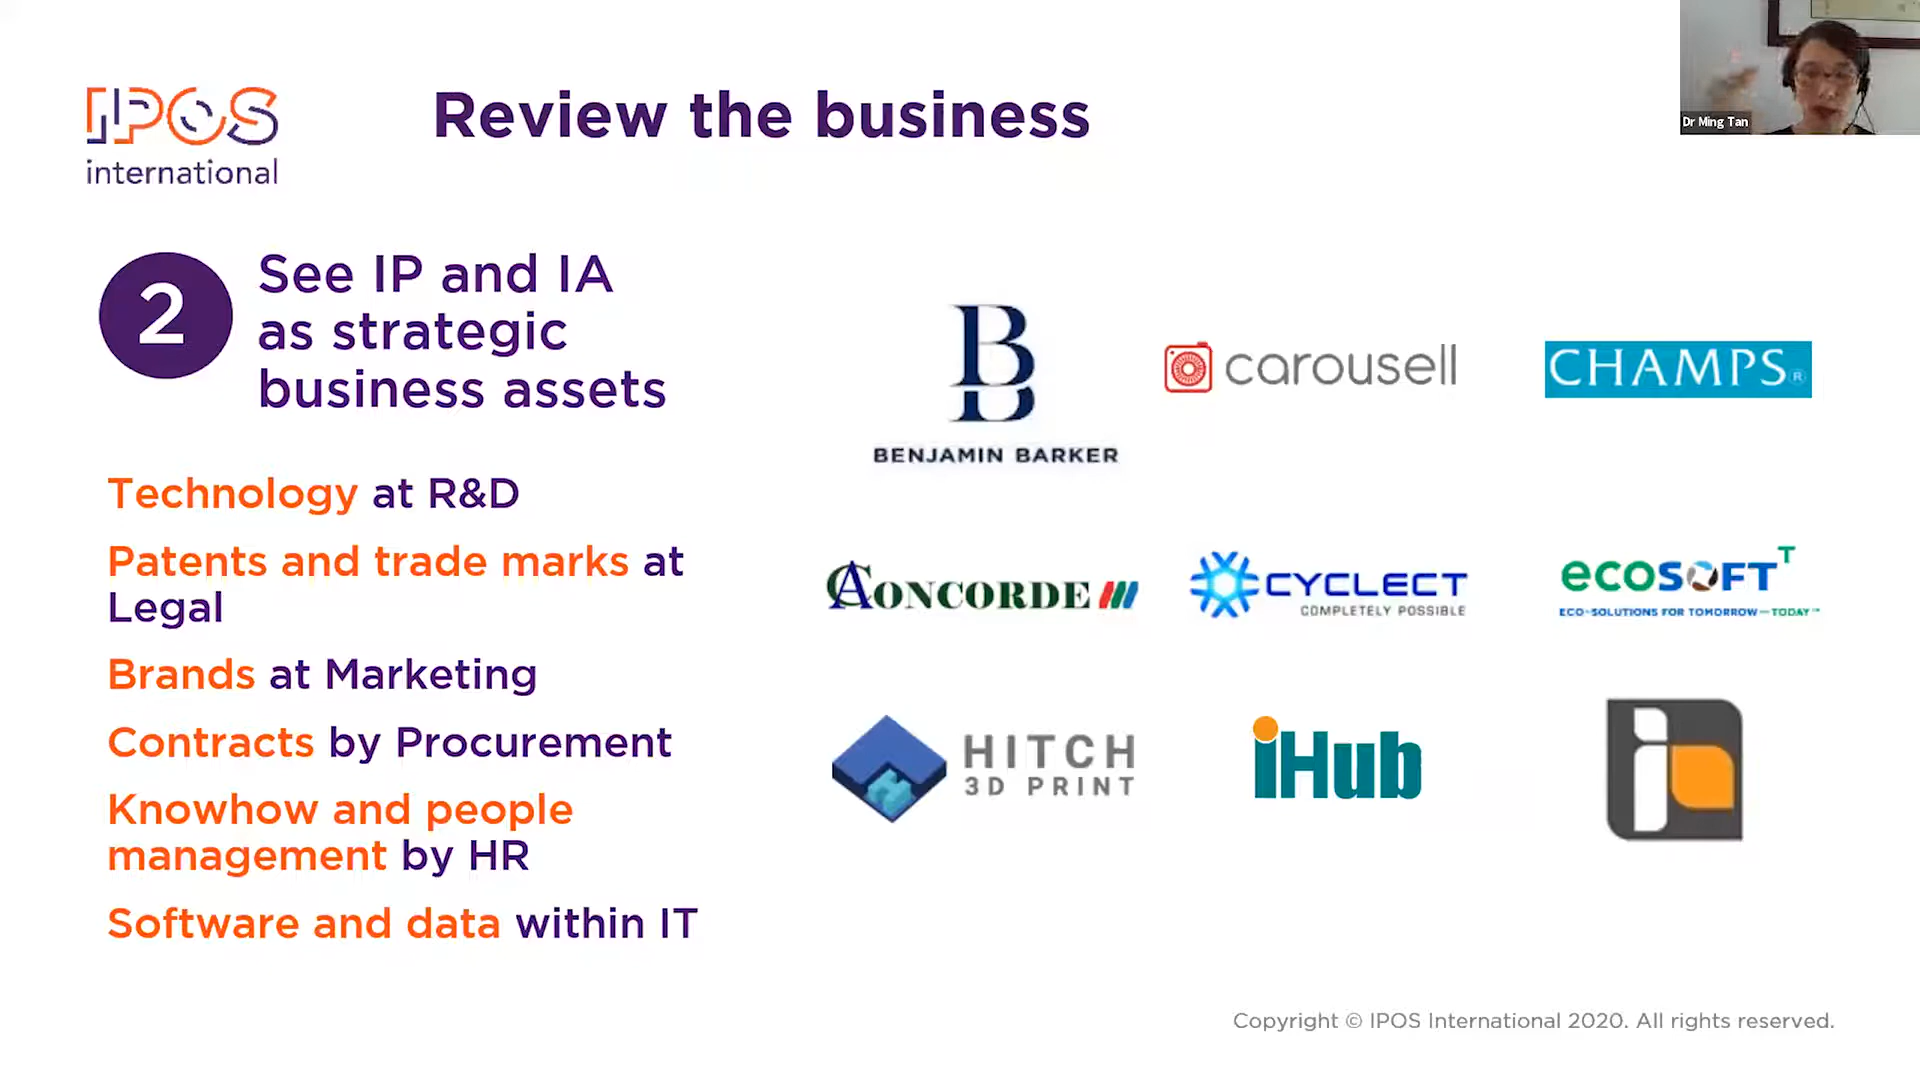 IPOS
international
Review the business
Dr Ming Tan
2
See IP and IA
as strategic
business assets
Technology at R&D
Patents and trade marks at
Legal
Brands at Marketing
Contracts by Procurement
Knowhow and people
management by HR
Software and data within IT
B
BENJAMIN BARKER
carousell
CHAMPS®
CONCORDE
CYCLECT
COMPLETELY POSSIBLE
ecoSOFTT
ECO-SOLUTIONS FOR TOMORROW—TODAY™
HITCH
3D PRINT
iHub
Copyright © IPOS International 2020. All rights reserved.